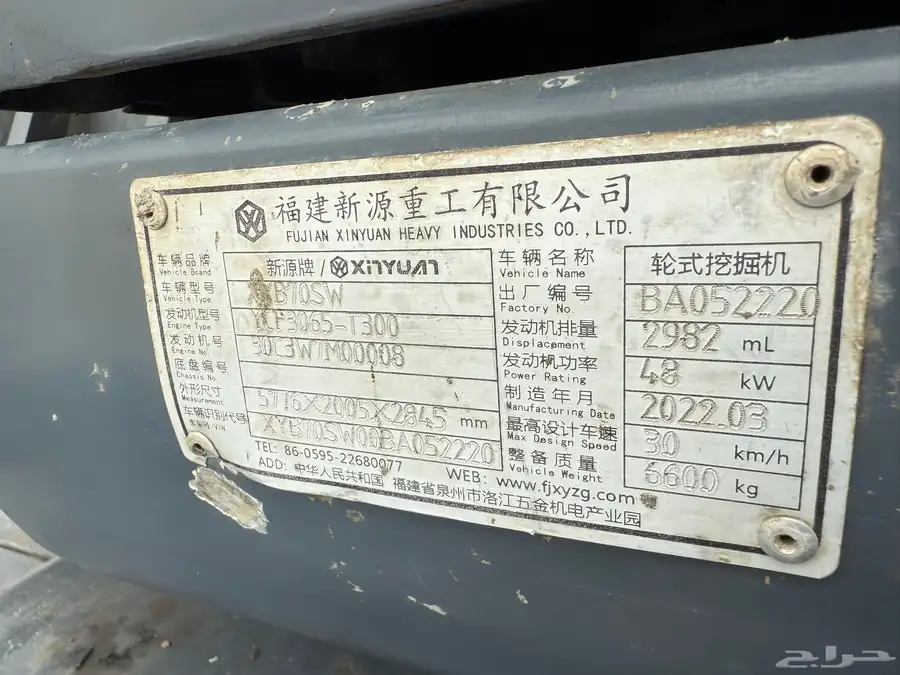 福建新源重工有限公司
FUJIAN XINYUAN HEAVY INDUSTRIES CO.,LTD.
车辆品牌 Vehicle Brand 新源牌/XINYUAN
车辆型号 Vehicle Type XYB70SW
发动机型号 Engine Type 3065-T300
发动机号 Engine No.
底盘编号 Chassis No.
外形尺寸 Measurement 5776X2005X2845 mm
车辆识别代号 车架号/VIN XYB70SW00BA052220
车辆名称 Vehicle Name 轮式挖掘机
出厂编号 Factory No. BA052220
发动机排量 Displacement 2982 mL
发动机功率 Power Rating 48 kW
制造年月 Manufacturing Date 2022.03
最高设计车速 Max Design Speed 30 km/h
整备质量 Vehicle Weight 6600 kg
TEL: 86-0595-22680077 WEB: www.fjxyzg.com
ADD: 中华人民共和国 福建省泉州市洛江五金机电产业园
حراج